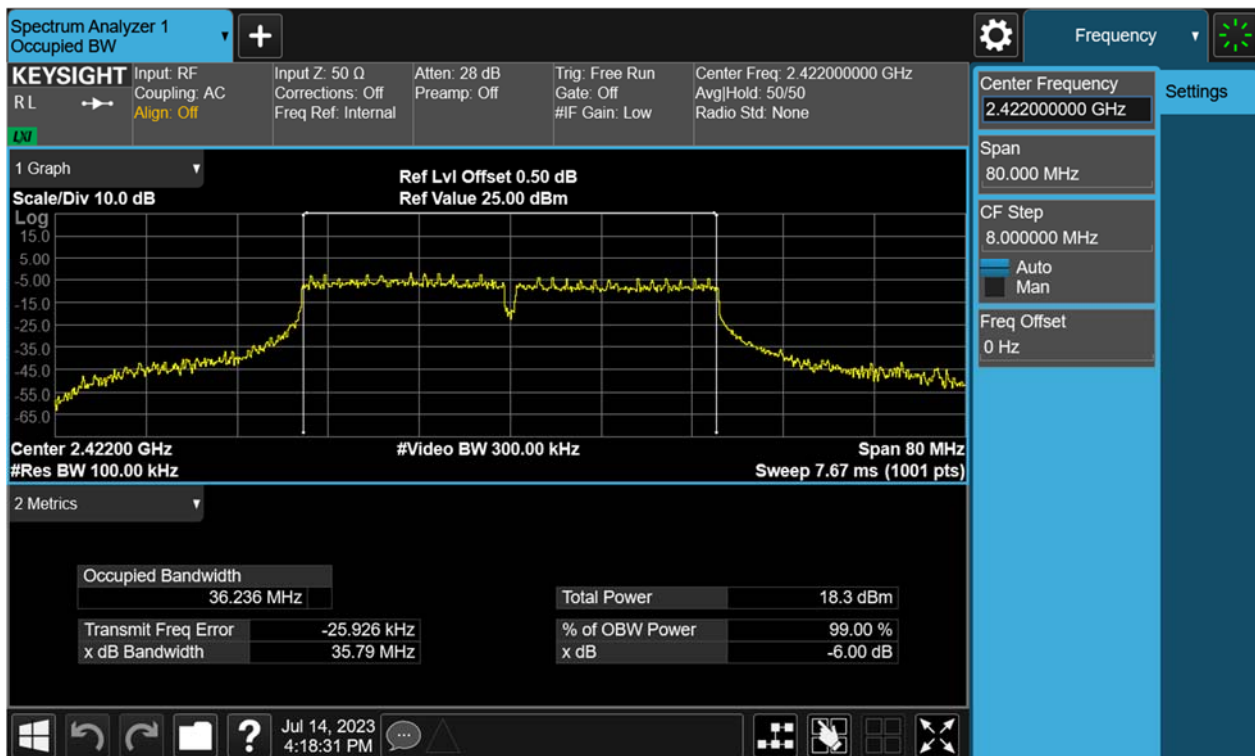 Spectrum Analyzer 1
Occupied BW
▼
+
Frequency
▼
KEYSIGHT
R L
LXI
Input: RF
Coupling: AC
Align: Off
Input Z: 50 Ω
Corrections: Off
Freq Ref: Internal
Atten: 28 dB
Preamp: Off
Trig: Free Run
Gate: Off
#IF Gain: Low
Center Freq: 2.422000000 GHz
Avg|Hold: 50/50
Radio Std: None
Center Frequency
2.422000000 GHz
Settings
Span
80.000 MHz
CF Step
8.000000 MHz
Auto
Man
Freq Offset
0 Hz
1 Graph
▼
Scale/Div 10.0 dB
Ref Lvl Offset 0.50 dB
Ref Value 25.00 dBm
Log
15.0
5.00
-5.00
-15.0
-25.0
-35.0
-45.0
-55.0
-65.0
Center 2.42200 GHz
#Video BW 300.00 kHz
Span 80 MHz
#Res BW 100.00 kHz
Sweep 7.67 ms (1001 pts)
2 Metrics
▼
Occupied Bandwidth
36.236 MHz
Total Power 18.3 dBm
Transmit Freq Error -25.926 kHz
% of OBW Power 99.00 %
x dB Bandwidth 35.79 MHz
x dB -6.00 dB
?
Jul 14, 2023
4:18:31 PM